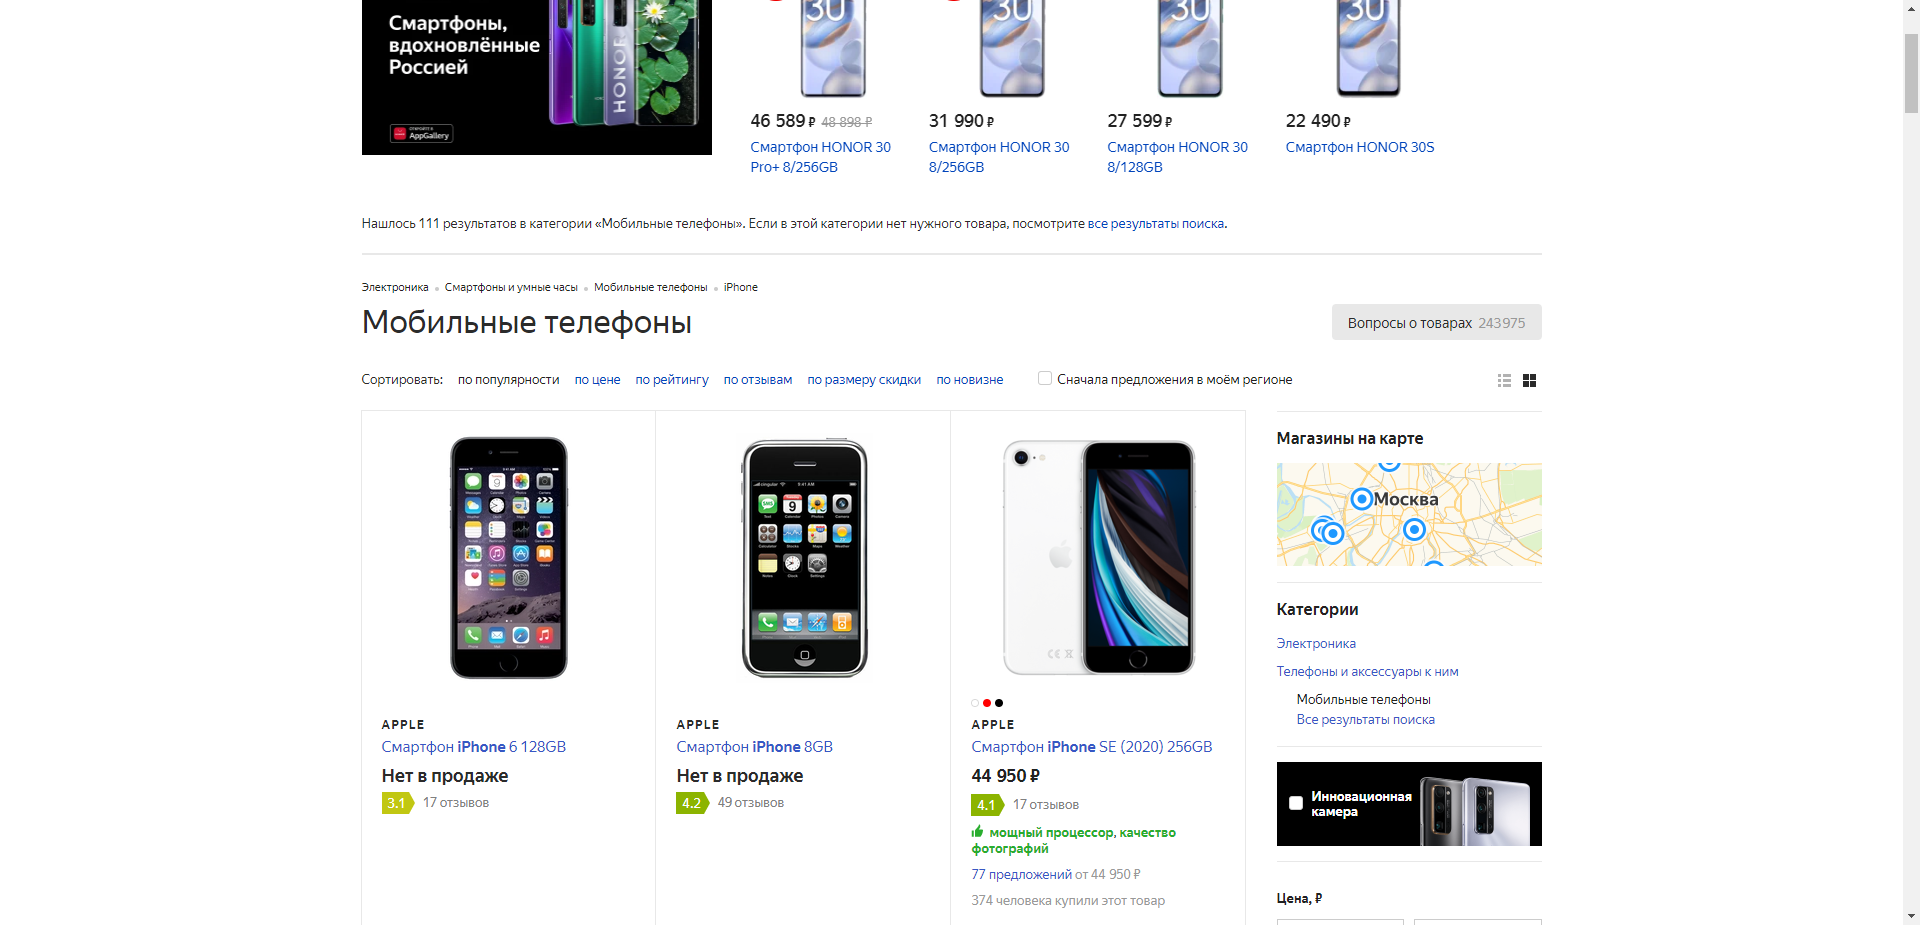 Смартфоны,
вдохновлённые
Россией
HONOR
ОТКРОЙТЕ В
AppGallery
30
30
30
30
46 589 ₽ 48 898 ₽
Смартфон HONOR 30
Pro+ 8/256GB
31 990 ₽
Смартфон HONOR 30
8/256GB
27 599 ₽
Смартфон HONOR 30
8/128GB
22 490 ₽
Смартфон HONOR 30S
Нашлось 111 результатов в категории «Мобильные телефоны». Если в этой категории нет нужного товара, посмотрите все результаты поиска.
Электроника Смартфоны и умные часы Мобильные телефоны iPhone
Мобильные телефоны
Вопросы о товарах 243975
Сортировать: по популярности по цене по рейтингу по отзывам по размеру скидки по новизне Сначала предложения в моём регионе
APPLE
Смартфон iPhone 6 128GB
Нет в продаже
3.1 17 отзывов
APPLE
Смартфон iPhone 8GB
Нет в продаже
4.2 49 отзывов
APPLE
Смартфон iPhone SE (2020) 256GB
44 950 ₽
4.1 17 отзывов
мощный процессор, качество
фотографий
77 предложений от 44 950 ₽
374 человека купили этот товар
Магазины на карте
Москва
Категории
Электроника
Телефоны и аксессуары к ним
Мобильные телефоны
Все результаты поиска
Инновационная
камера
Цена, ₽